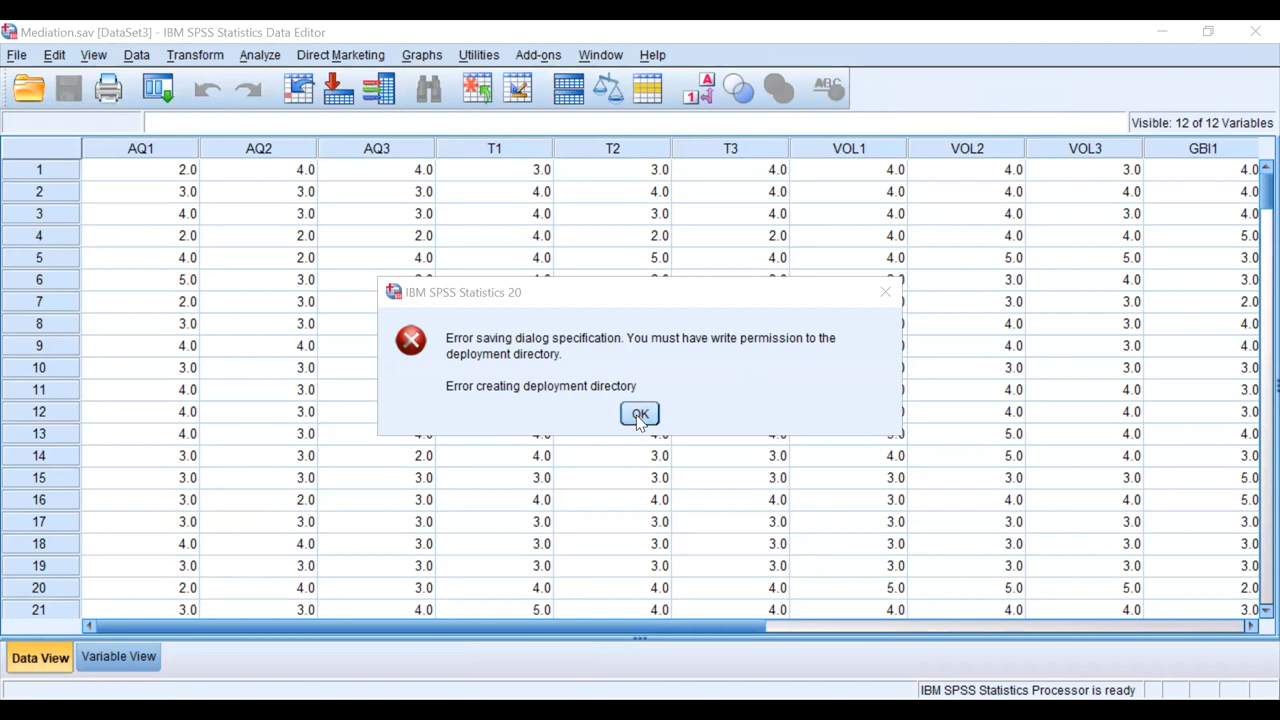 Mediation.sav [DataSet3] - IBM SPSS Statistics Data Editor
File Edit View Data Transform Analyze Direct Marketing Graphs Utilities Add-ons Window Help
A
1
ABC
Visible: 12 of 12 Variables
AQ1 AQ2 AQ3 T1 T2 T3 VOL1 VOL2 VOL3 GBI1
1 2.0 4.0 4.0 3.0 3.0 4.0 4.0 4.0 3.0 4.0
2 3.0 3.0 3.0 4.0 4.0 4.0 4.0 4.0 4.0 4.0
3 4.0 3.0 3.0 4.0 3.0 4.0 4.0 4.0 3.0 4.0
4 2.0 2.0 2.0 4.0 2.0 2.0 4.0 4.0 4.0 5.0
5 4.0 2.0 4.0 4.0 5.0 4.0 4.0 5.0 5.0 3.0
6 5.0 3.0 3.0 4.0 3.0
7 2.0 3.0 3.0 3.0 2.0
8 3.0 3.0 4.0 3.0 4.0
9 4.0 4.0 4.0 3.0 4.0
10 3.0 3.0 3.0 3.0 3.0
11 4.0 3.0 4.0 4.0 3.0
12 4.0 3.0 4.0 4.0 3.0
13 4.0 3.0 5.0 4.0 4.0
14 3.0 3.0 2.0 4.0 3.0 3.0 4.0 5.0 4.0 3.0
15 3.0 3.0 3.0 3.0 3.0 3.0 3.0 4.0 3.0 5.0
16 3.0 2.0 3.0 4.0 4.0 3.0 3.0 4.0 4.0 5.0
17 3.0 3.0 3.0 3.0 3.0 3.0 3.0 3.0 3.0 3.0
18 4.0 4.0 3.0 3.0 3.0 3.0 3.0 4.0 4.0 3.0
19 3.0 3.0 3.0 3.0 3.0 3.0 3.0 3.0 3.0 3.0
20 2.0 4.0 3.0 4.0 4.0 4.0 5.0 5.0 5.0 2.0
21 3.0 3.0 4.0 5.0 4.0 4.0 4.0 4.0 4.0 3.0
IBM SPSS Statistics 20
Error saving dialog specification. You must have write permission to the
deployment directory.
Error creating deployment directory
OK
Data View Variable View
IBM SPSS Statistics Processor is ready